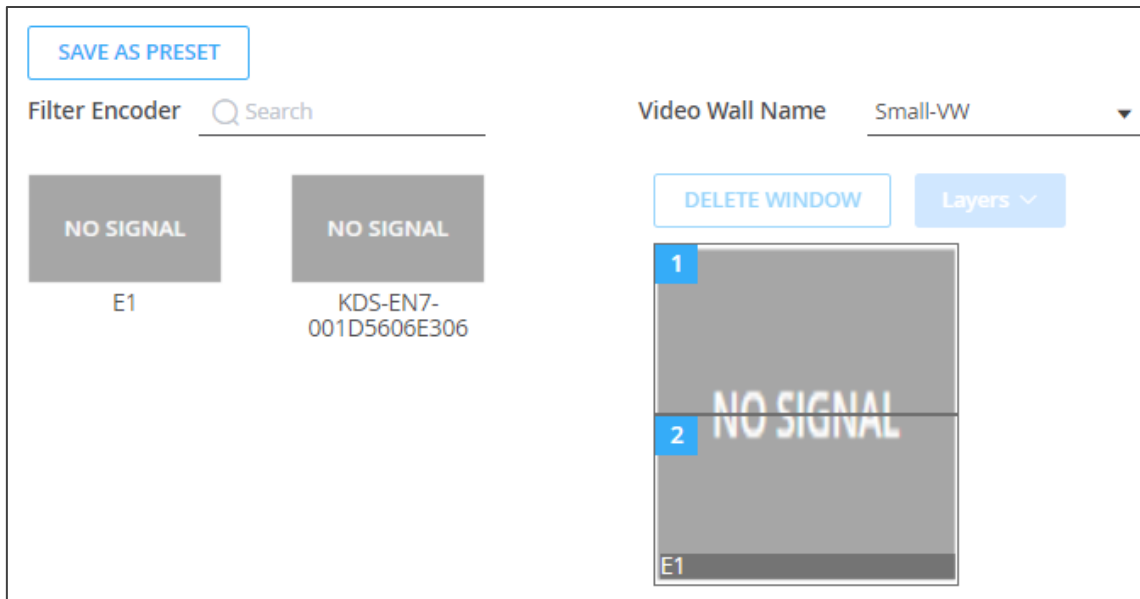 SAVE AS PRESET
Filter Encoder
Search
Video Wall Name
Small-VW
NO SIGNAL
E1
NO SIGNAL
KDS-EN7-
001D5606E306
DELETE WINDOW
Layers
1
2
NO SIGNAL
E1